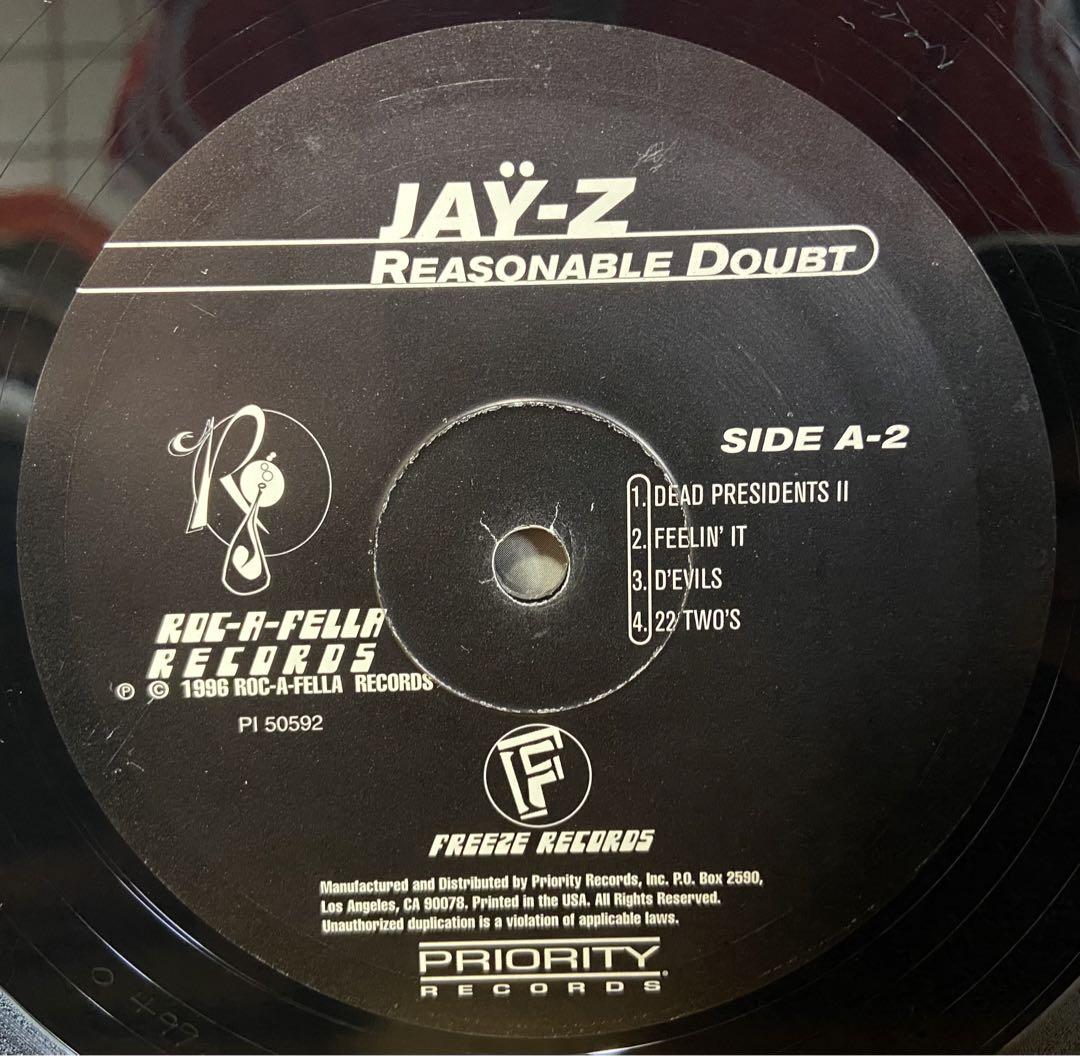 JAŸ-Z
REASONABLE DOUBT
SIDE A-2
1. DEAD PRESIDENTS II
2. FEELIN' IT
3. D'EVILS
4. 22 TWO'S
ROC-A-FELLA
RECORDS
℗ © 1996 ROC-A-FELLA RECORDS
PI 50592
FREEZE RECORDS
Manufactured and Distributed by Priority Records, Inc. P.O. Box 2590,
Los Angeles, CA 90078. Printed in the USA. All Rights Reserved.
Unauthorized duplication is a violation of applicable laws.
PRIORITY
RECORDS